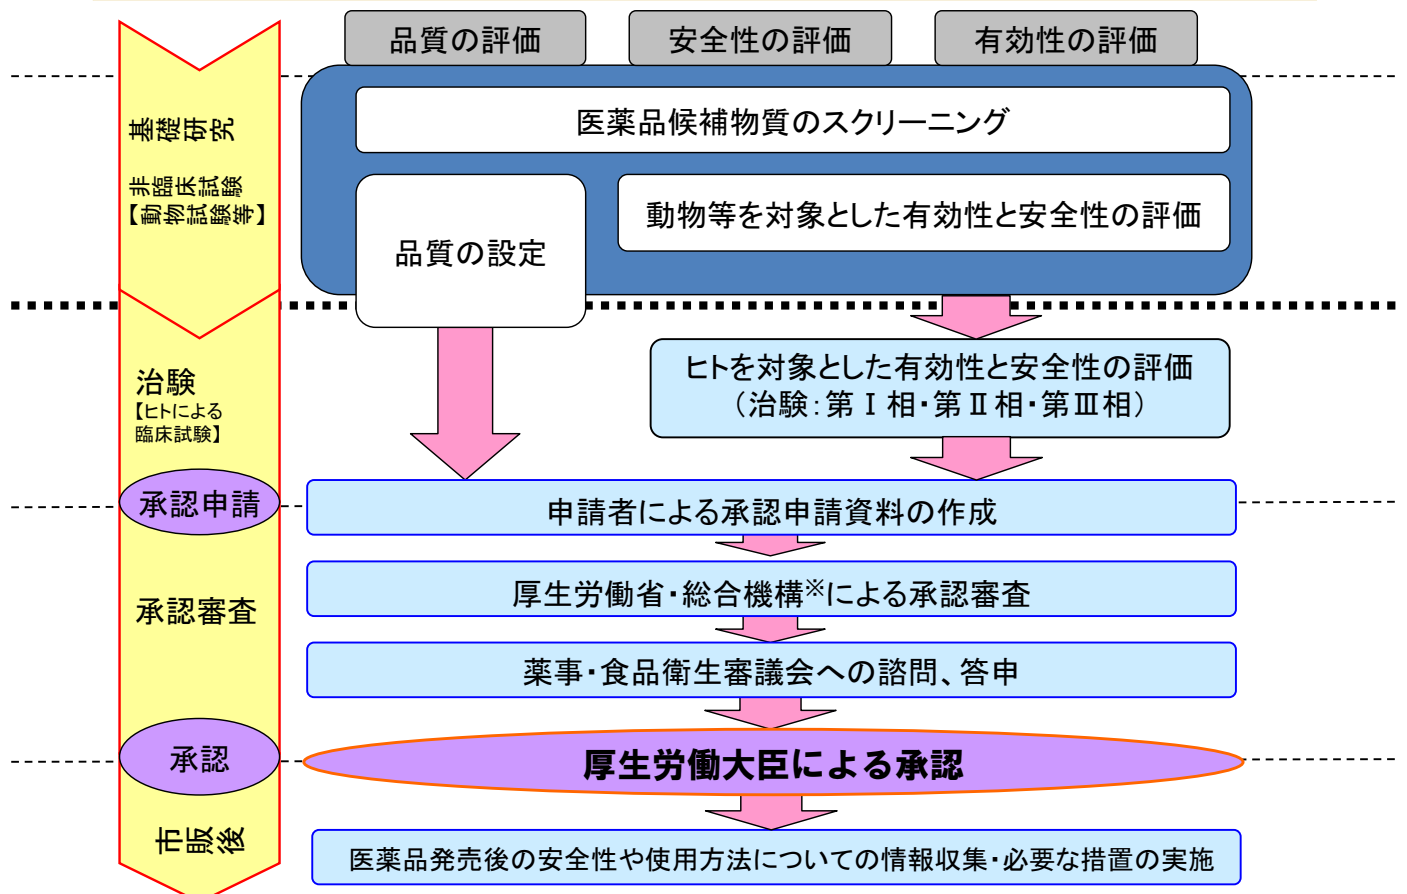 品質の評価
安全性の評価
有効性の評価
基礎研究
非臨床試験
【動物試験等】
医薬品候補物質のスクリーニング
動物等を対象とした有効性と安全性の評価
品質の設定
治験
【ヒトによる
臨床試験】
ヒトを対象とした有効性と安全性の評価
（治験：第Ⅰ相・第Ⅱ相・第Ⅲ相）
承認申請
申請者による承認申請資料の作成
承認審査
厚生労働省・総合機構※による承認審査
薬事・食品衛生審議会への諮問、答申
承認
厚生労働大臣による承認
市販後
医薬品発売後の安全性や使用方法についての情報収集・必要な措置の実施